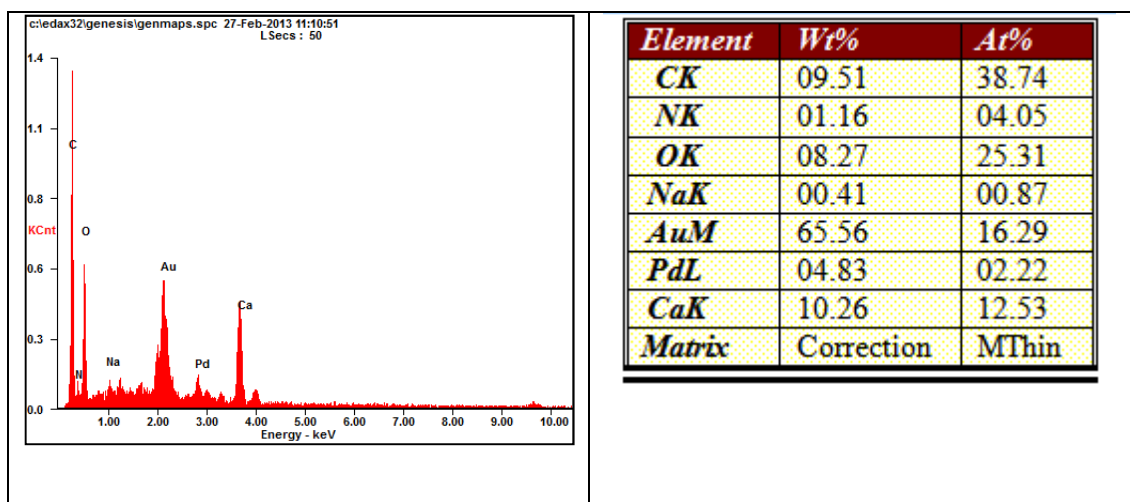 c:\edax32\genesis\genmaps.spc 27-Feb-2013 11:10:51
LSecs : 50
1.4
1.1
C
0.8
KCnt
O
0.6
Au
0.3
Ca
N
Na
Pd
0.0
1.00 2.00 3.00 4.00 5.00 6.00 7.00 8.00 9.00 10.00
Energy - keV
Element Wt% At%
CK 09.51 38.74
NK 01.16 04.05
OK 08.27 25.31
NaK 00.41 00.87
AuM 65.56 16.29
PdL 04.83 02.22
CaK 10.26 12.53
Matrix Correction MThin